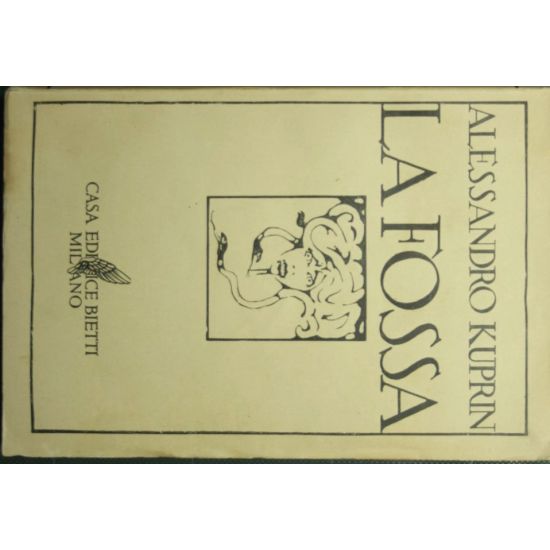 ALESSANDRO KUPRIN
LA FOSSA
CASA EDITRICE BIETTI
MILANO